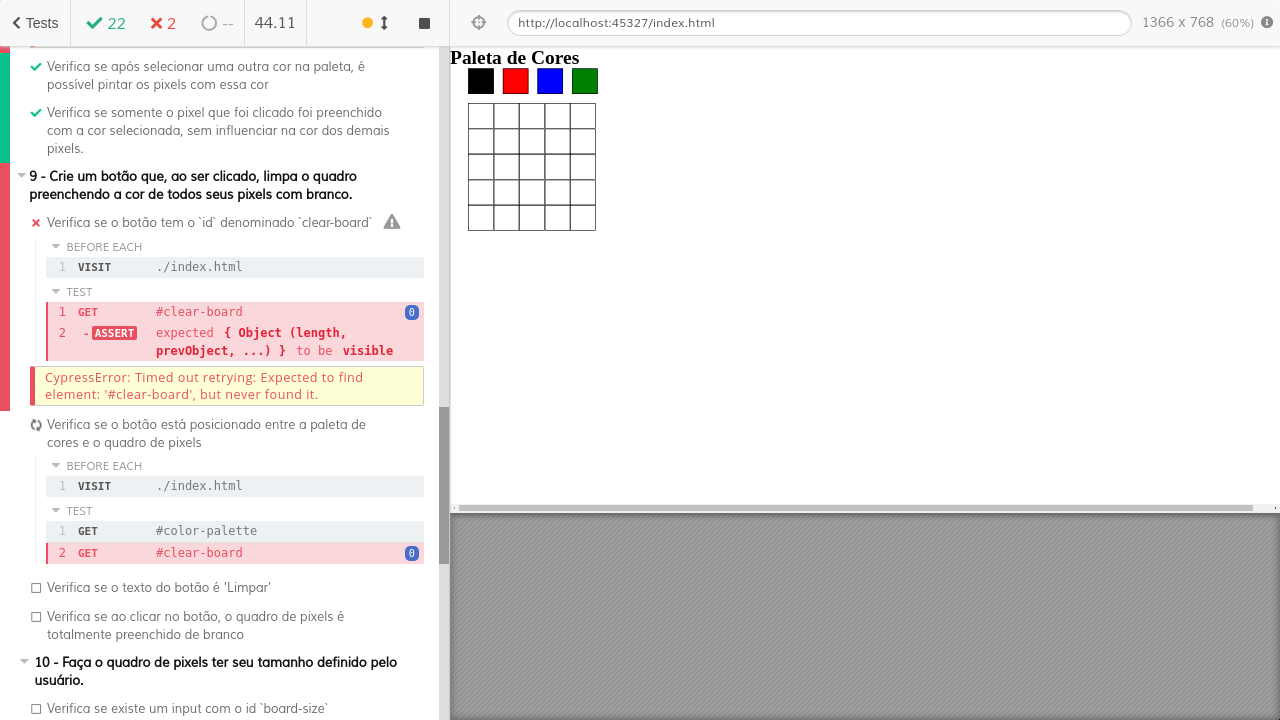 Tests
22
2
--
44.11
http://localhost:45327/index.html
1366 x 768 (60%)
Verifica se após selecionar uma outra cor na paleta, é
possível pintar os pixels com essa cor
Verifica se somente o pixel que foi clicado foi preenchido
com a cor selecionada, sem influenciar na cor dos demais
pixels.
9 - Crie um botão que, ao ser clicado, limpa o quadro
preenchendo a cor de todos seus pixels com branco.
Verifica se o botão tem o `id` denominado `clear-board`
BEFORE EACH
1 VISIT ./index.html
TEST
1 GET #clear-board 0
2 - ASSERT expected { Object (length,
prevObject, ...) } to be visible
CypressError: Timed out retrying: Expected to find
element: '#clear-board', but never found it.
Verifica se o botão está posicionado entre a paleta de
cores e o quadro de pixels
BEFORE EACH
1 VISIT ./index.html
TEST
1 GET #color-palette
2 GET #clear-board 0
Verifica se o texto do botão é 'Limpar'
Verifica se ao clicar no botão, o quadro de pixels é
totalmente preenchido de branco
10 - Faça o quadro de pixels ter seu tamanho definido pelo
usuário.
Verifica se existe um input com o id `board-size`
Paleta de Cores